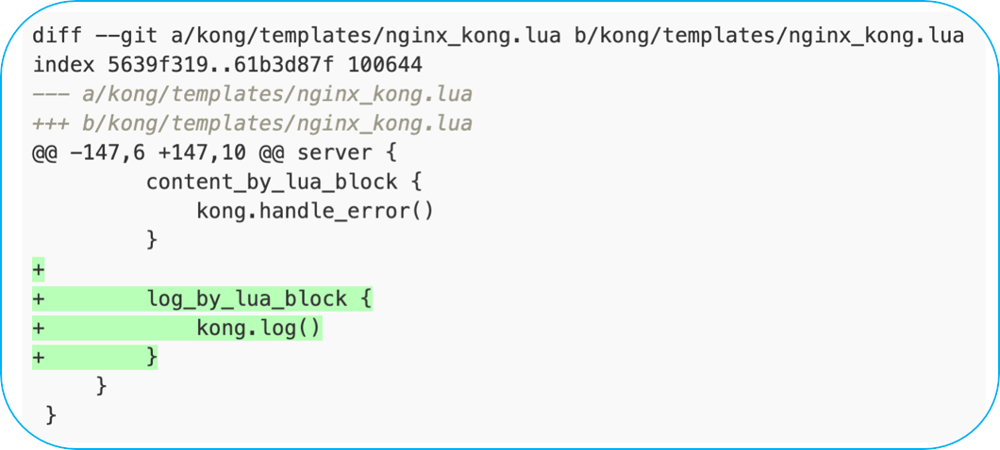 diff --git a/kong/templates/nginx_kong.lua b/kong/templates/nginx_kong.lua
index 5639f319..61b3d87f 100644
--- a/kong/templates/nginx_kong.lua
+++ b/kong/templates/nginx_kong.lua
@@ -147,6 +147,10 @@ server {
         content_by_lua_block {
             kong.handle_error()
         }
+
+        log_by_lua_block {
+            kong.log()
+        }
     }
 }